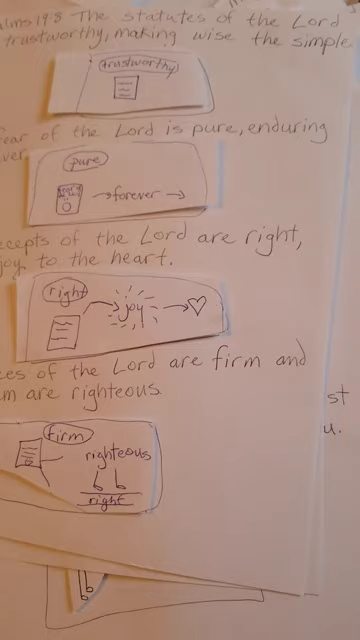 alms 19:8 The statutes of the Lord
trustworthy, making wise the simple
trustworthy
fear of the Lord is pure, enduring
ver
pure
forever
ecepts of the Lord are right,
joy to the heart.
right
joy
ees of the Lord are firm and
m are righteous.
firm
righteous
right
st
u.